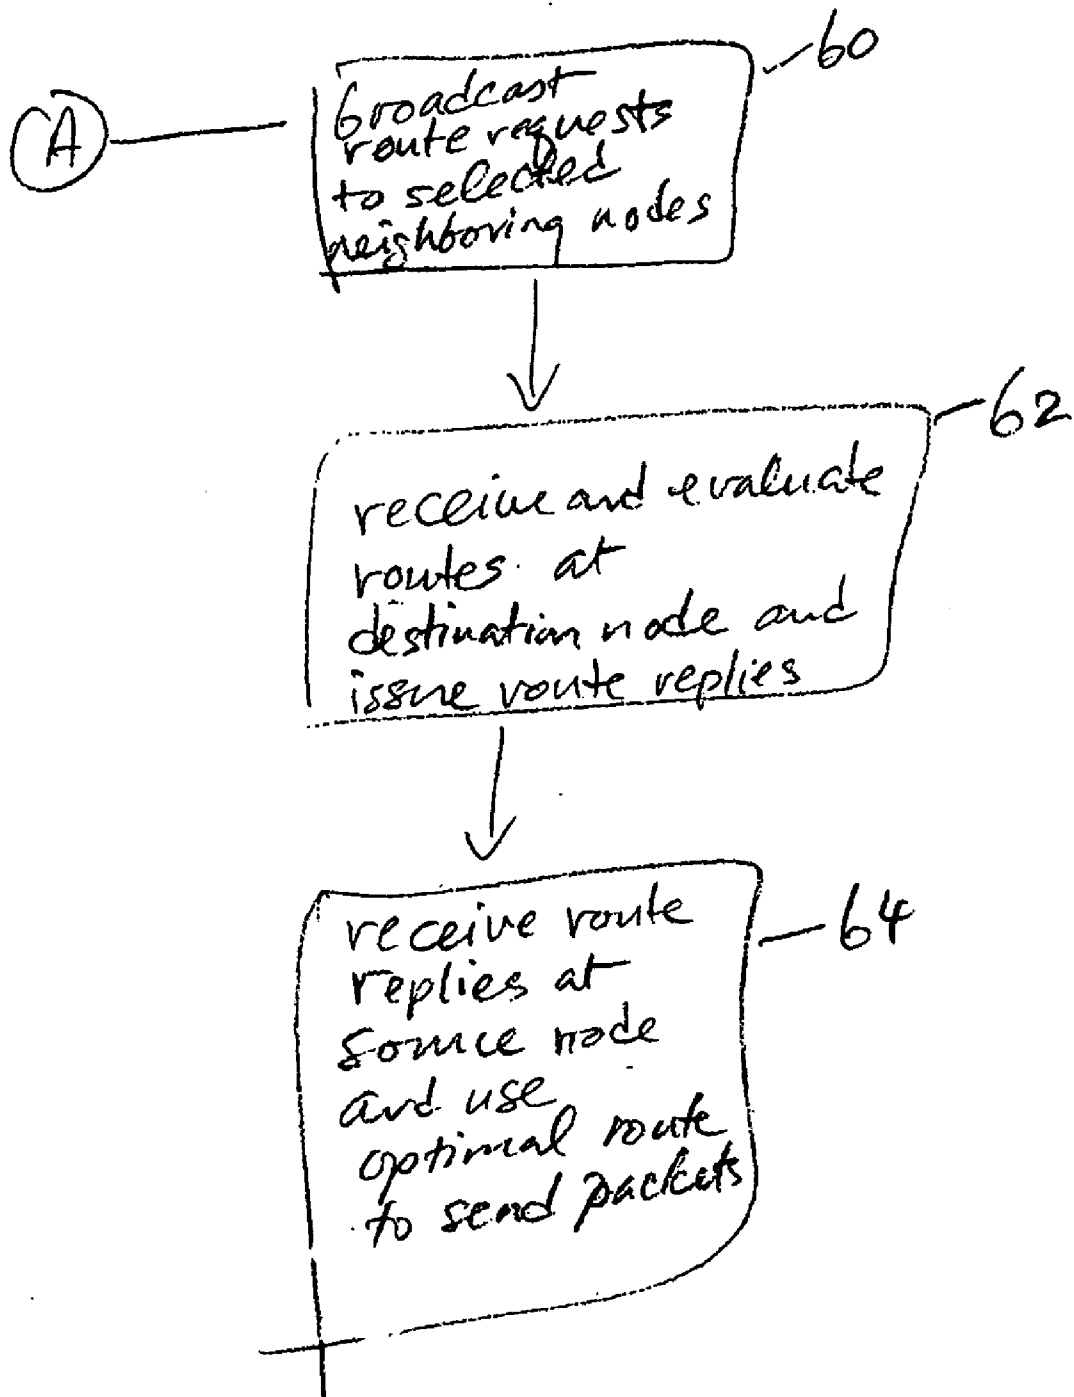 60
A
broadcast
route requests
to selected
neighboring nodes
62
receive and evaluate
routes at
destination node and
issue route replies
64
receive route
replies at
source node
and use
optimal route
to send packets